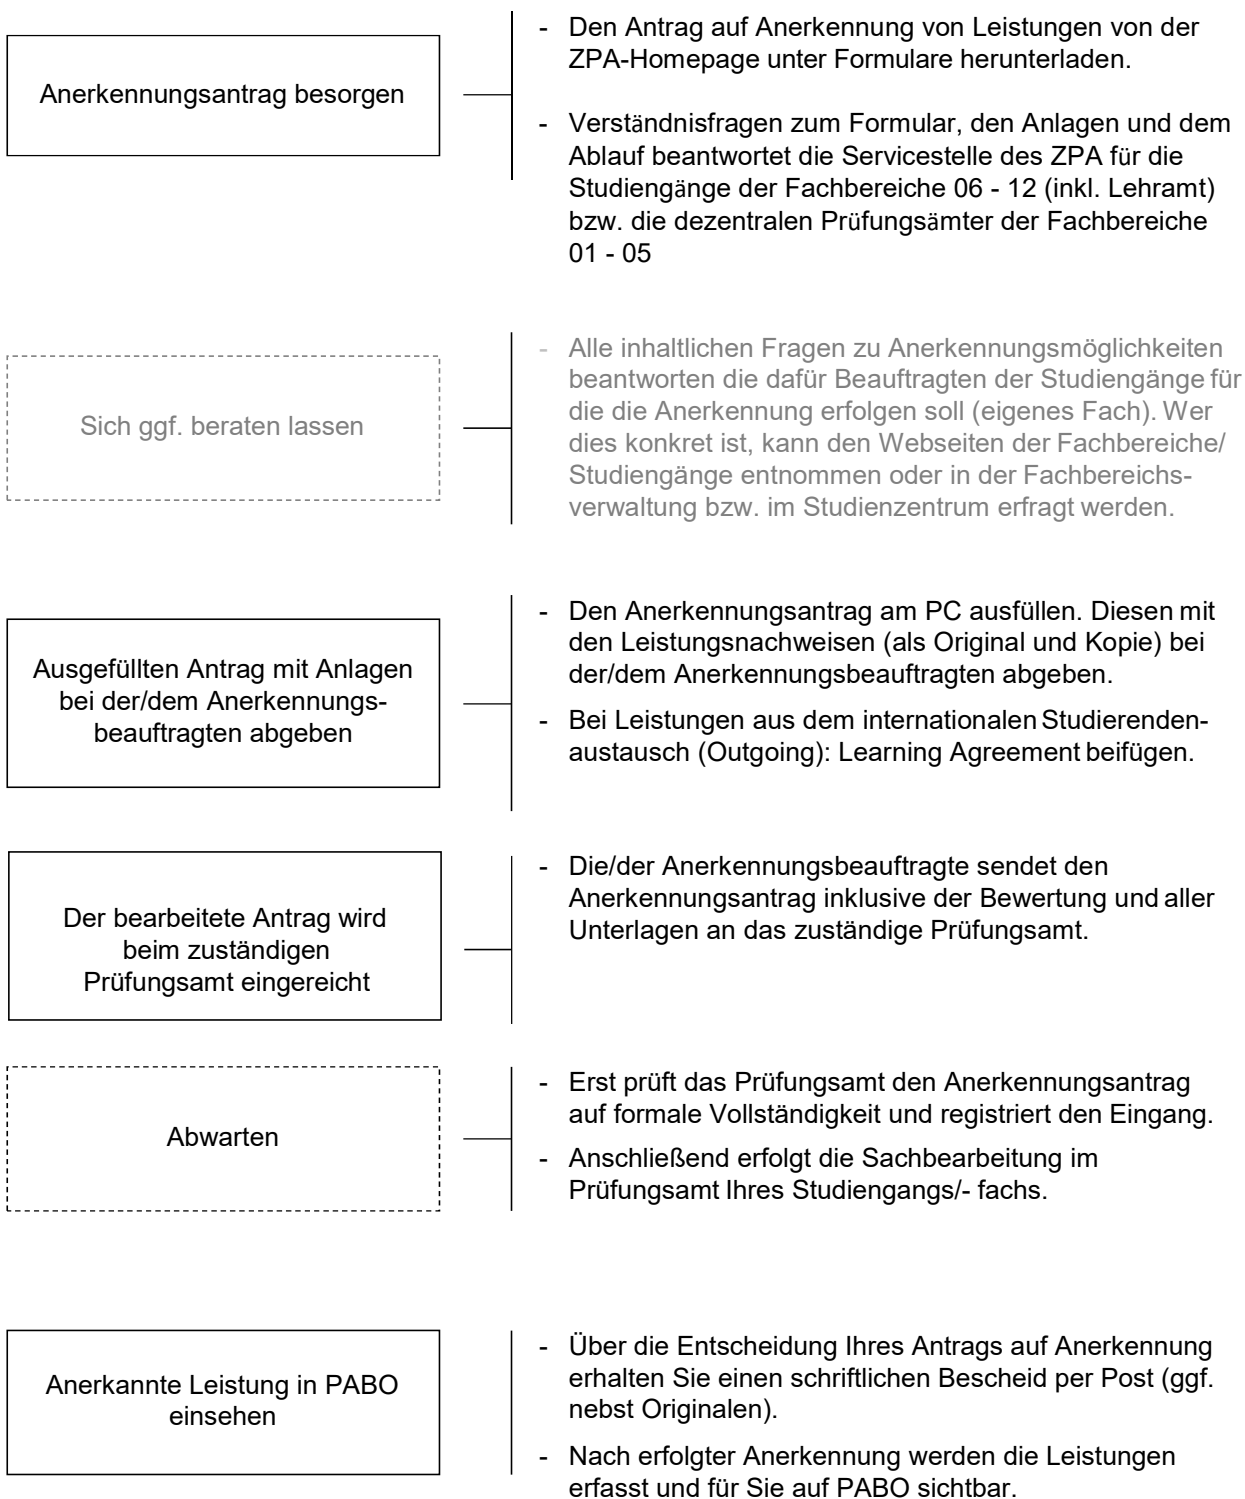 Anerkennungsantrag besorgen
- Den Antrag auf Anerkennung von Leistungen von der
ZPA-Homepage unter Formulare herunterladen.
- Verständnisfragen zum Formular, den Anlagen und dem
Ablauf beantwortet die Servicestelle des ZPA für die
Studiengänge der Fachbereiche 06 - 12 (inkl. Lehramt)
bzw. die dezentralen Prüfungsämter der Fachbereiche
01 - 05
Sich ggf. beraten lassen
- Alle inhaltlichen Fragen zu Anerkennungsmöglichkeiten
beantworten die dafür Beauftragten der Studiengänge für
die die Anerkennung erfolgen soll (eigenes Fach). Wer
dies konkret ist, kann den Webseiten der Fachbereiche/
Studiengänge entnommen oder in der Fachbereichs-
verwaltung bzw. im Studienzentrum erfragt werden.
Ausgefüllten Antrag mit Anlagen
bei der/dem Anerkennungs-
beauftragten abgeben
- Den Anerkennungsantrag am PC ausfüllen. Diesen mit
den Leistungsnachweisen (als Original und Kopie) bei
der/dem Anerkennungsbeauftragten abgeben.
- Bei Leistungen aus dem internationalen Studierenden-
austausch (Outgoing): Learning Agreement beifügen.
Der bearbeitete Antrag wird
beim zuständigen
Prüfungsamt eingereicht
- Die/der Anerkennungsbeauftragte sendet den
Anerkennungsantrag inklusive der Bewertung und aller
Unterlagen an das zuständige Prüfungsamt.
Abwarten
- Erst prüft das Prüfungsamt den Anerkennungsantrag
auf formale Vollständigkeit und registriert den Eingang.
- Anschließend erfolgt die Sachbearbeitung im
Prüfungsamt Ihres Studiengangs/- fachs.
Anerkannte Leistung in PABO
einsehen
- Über die Entscheidung Ihres Antrags auf Anerkennung
erhalten Sie einen schriftlichen Bescheid per Post (ggf.
nebst Originalen).
- Nach erfolgter Anerkennung werden die Leistungen
erfasst und für Sie auf PABO sichtbar.